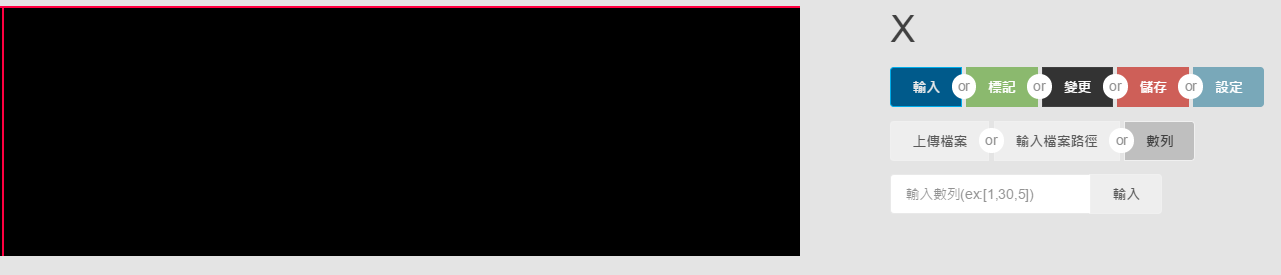 X
輸入 or 標記 or 變更 or 儲存 or 設定
上傳檔案 or 輸入檔案路徑 or 數列
輸入數列(ex:[1,30,5]) 輸入